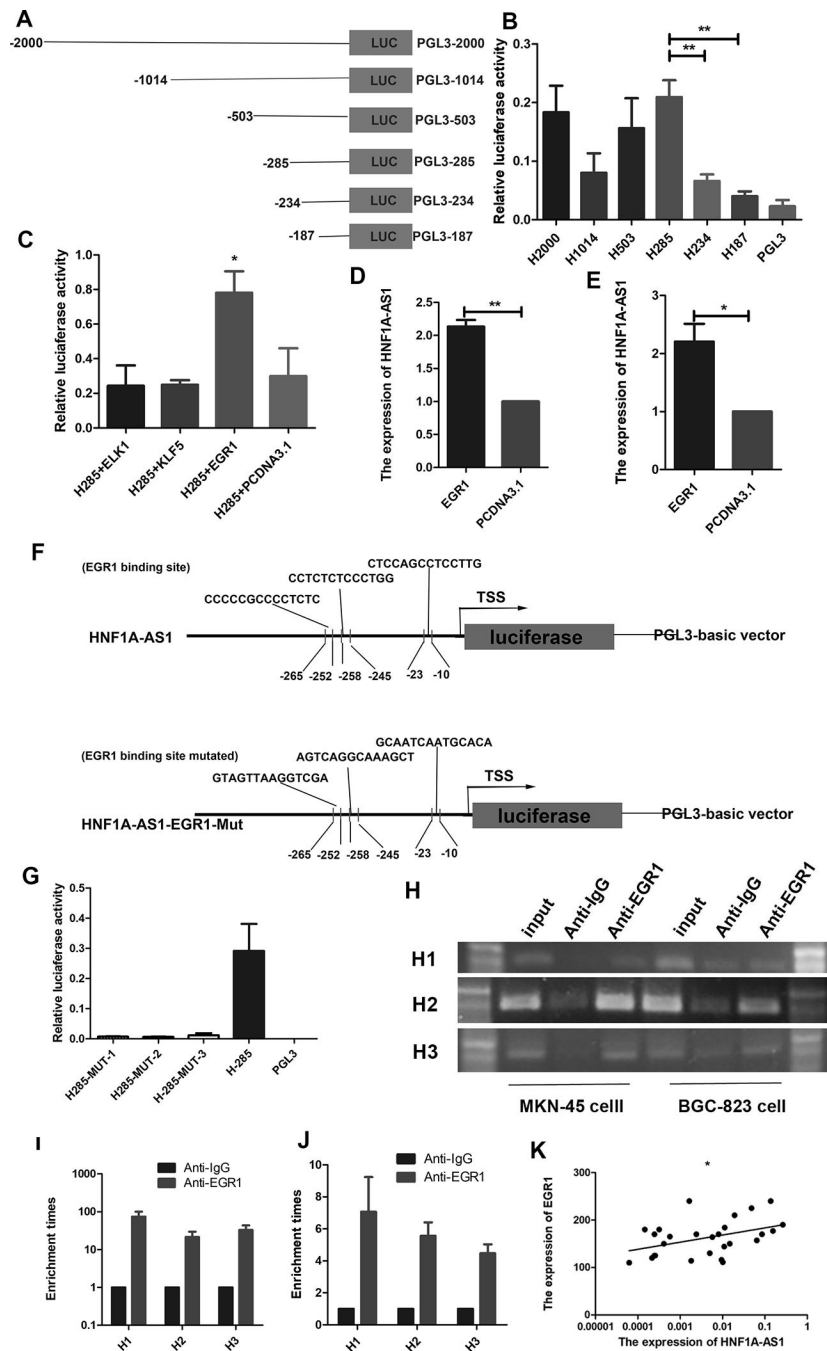 A
-2000 LUC PGL3-2000
-1014 LUC PGL3-1014
-503 LUC PGL3-503
-285 LUC PGL3-285
-234 LUC PGL3-234
-187 LUC PGL3-187
B
Relative luciaferase activity
0.3
0.2
0.1
0.0
**
**
H2000 H1014 H503 H285 H234 H187 PGL3
C
Relative luciaferase activity
1.0
0.8
0.6
0.4
0.2
0.0
*
H285+ELK1 H285+KLF5 H285+EGR1 H285+PCDNA3.1
D
The expression of HNF1A-AS1
2.5
2.0
1.5
1.0
0.5
0.0
**
EGR1 PCDNA3.1
E
The expression of HNF1A-AS1
3
2
1
0
*
EGR1 PCDNA3.1
F
(EGR1 binding site)
CTCCAGCCTCCTTG
CCTCTCTCCCTGG
CCCCCGCCCCTCTC
TSS
HNF1A-AS1 luciferase PGL3-basic vector
-265 -252 -258 -245 -23 -10
(EGR1 binding site mutated)
GCAATCAATGCACA
AGTCAGGCAAAGCT
GTAGTTAAGGTCGA
TSS
HNF1A-AS1-EGR1-Mut luciferase PGL3-basic vector
-265 -252 -258 -245 -23 -10
G
Relative luciaferase activity
0.5
0.4
0.3
0.2
0.1
0.0
H285-MUT-1 H285-MUT-2 H-285-MUT-3 H-285 PGL3
H
input Anti-IgG Anti-EGR1 input Anti-IgG Anti-EGR1
H1
H2
H3
MKN-45 celll BGC-823 cell
I
Anti-IgG
Anti-EGR1
Enrichment times
1000
100
10
1
0.1
H1 H2 H3
J
Anti-IgG
Anti-EGR1
Enrichment times
10
8
6
4
2
0
H1 H2 H3
K
*
The expression of EGR1
300
200
100
0
0.00001 0.0001 0.001 0.01 0.1 1
The expression of HNF1A-AS1